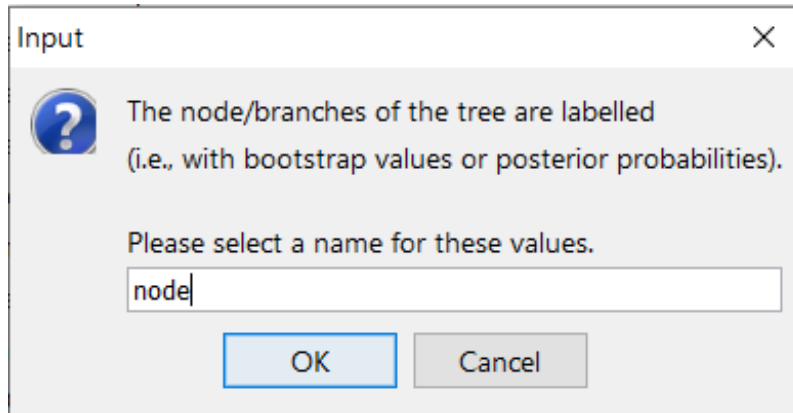 Input
The node/branches of the tree are labelled
(i.e., with bootstrap values or posterior probabilities).
Please select a name for these values.
node
OK Cancel